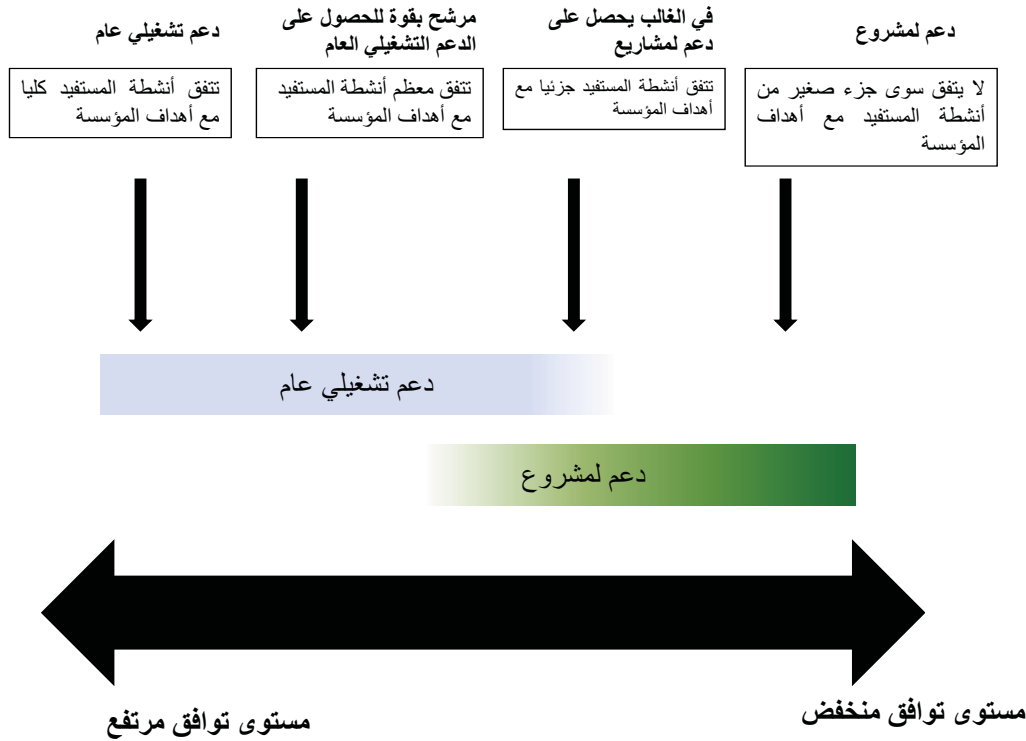 دعم لمشروع
لا يتفق سوى جزء صغير من
أنشطة المستفيد مع أهداف
المؤسسة
في الغالب يحصل على
دعم لمشاريع
تتفق أنشطة المستفيد جزئيا مع
أهداف المؤسسة
مرشح بقوة للحصول على
الدعم التشغيلي العام
تتفق معظم أنشطة المستفيد
مع أهداف المؤسسة
دعم تشغيلي عام
تتفق أنشطة المستفيد كليا
مع أهداف المؤسسة
دعم تشغيلي عام
دعم لمشروع
مستوى توافق منخفض
مستوى توافق مرتفع